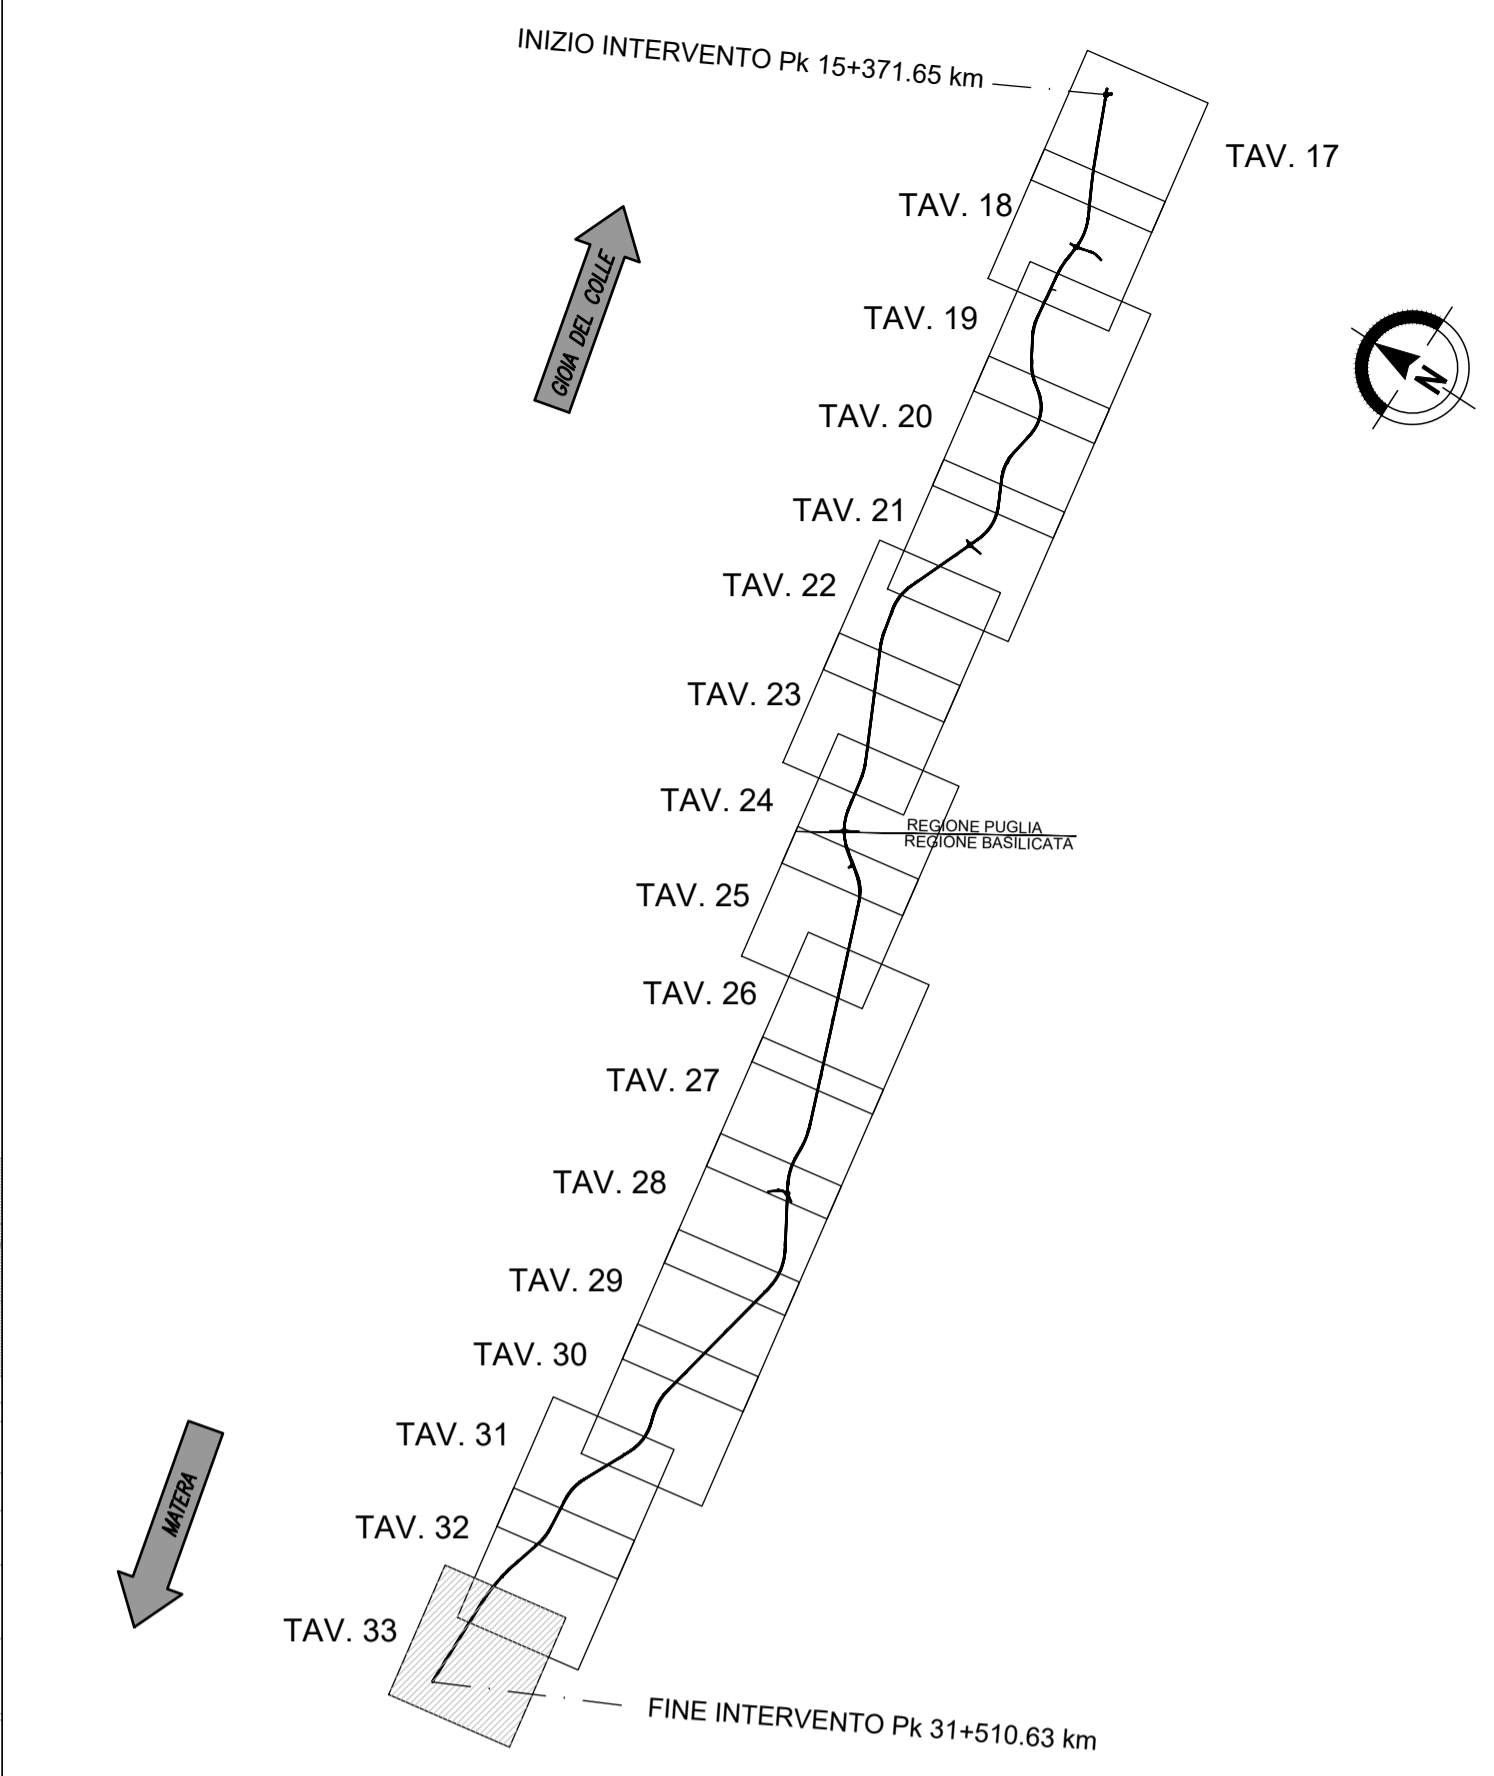 INIZIO INTERVENTO Pk 15+371.65 km
TAV. 17
TAV. 18
GIOIA DEL COLLE
TAV. 19
N
TAV. 20
TAV. 21
TAV. 22
TAV. 23
TAV. 24
REGIONE PUGLIA
REGIONE BASILICATA
TAV. 25
TAV. 26
TAV. 27
TAV. 28
TAV. 29
TAV. 30
TAV. 31
MATERA
TAV. 32
TAV. 33
FINE INTERVENTO Pk 31+510.63 km